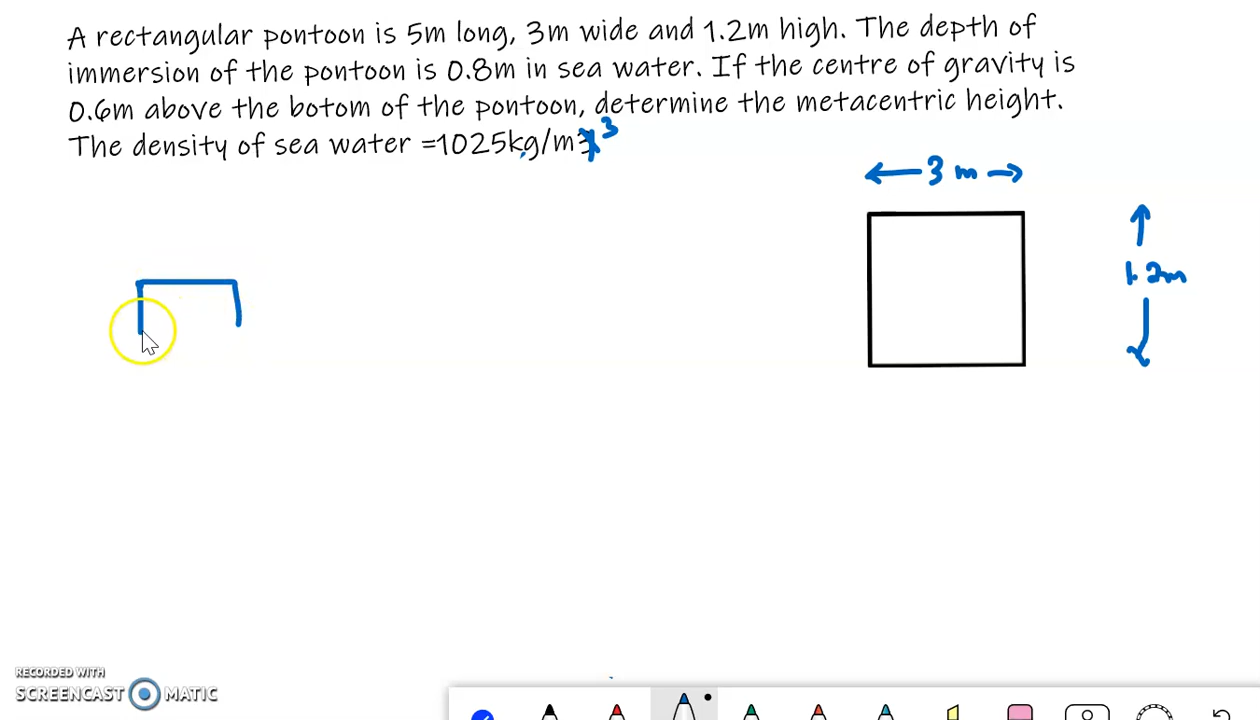 A rectangular pontoon is 5m long, 3m wide and 1.2m high. The depth of
immersion of the pontoon is 0.8m in sea water. If the centre of gravity is
0.6m above the botom of the pontoon, determine the metacentric height.
The density of sea water =1025kg/m3
3 m
1.2m
RECORDED WITH
SCREENCAST MATIC